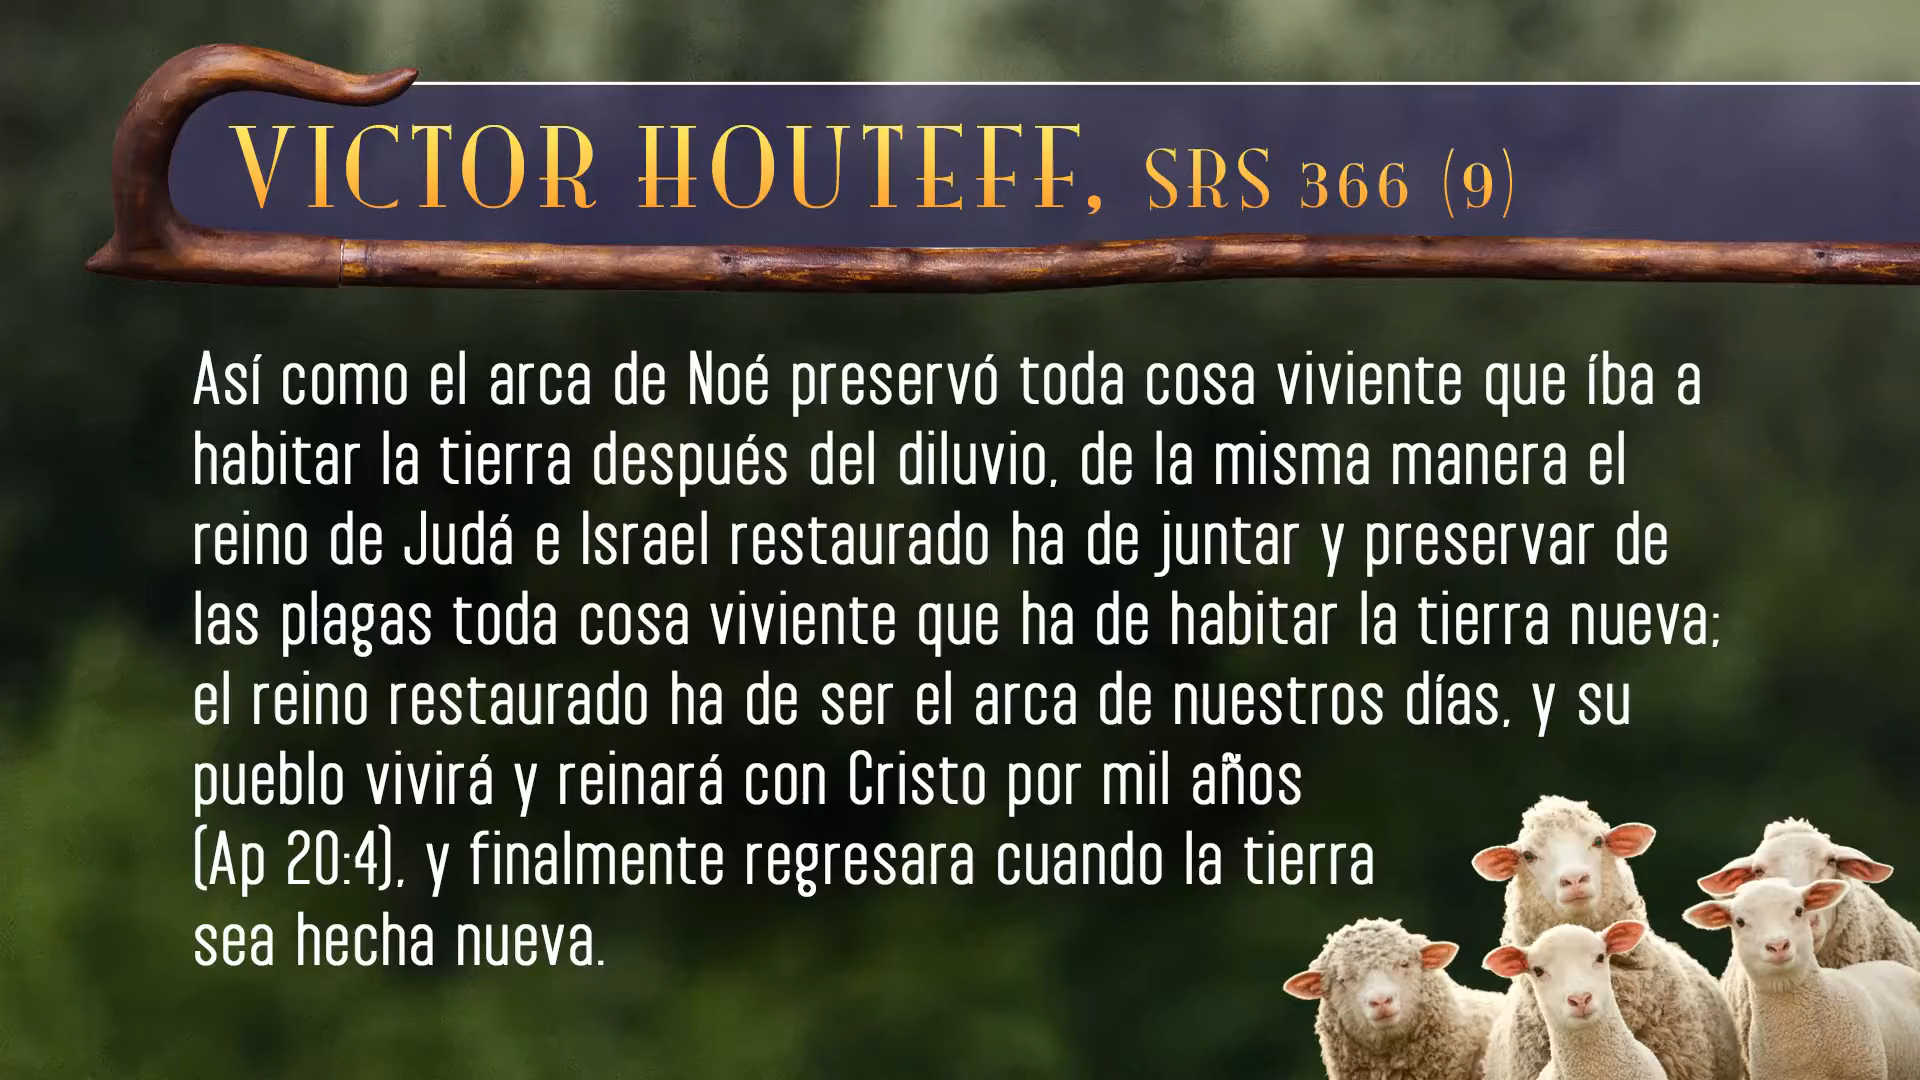 VICTOR HOUTEFF, SRS 366 (9)
Así como el arca de Noé preservó toda cosa viviente que íba a
habitar la tierra después del diluvio, de la misma manera el
reino de Judá e Israel restaurado ha de juntar y preservar de
las plagas toda cosa viviente que ha de habitar la tierra nueva;
el reino restaurado ha de ser el arca de nuestros días, y su
pueblo vivirá y reinará con Cristo por mil años
(Ap 20:4), y finalmente regresara cuando la tierra
sea hecha nueva.